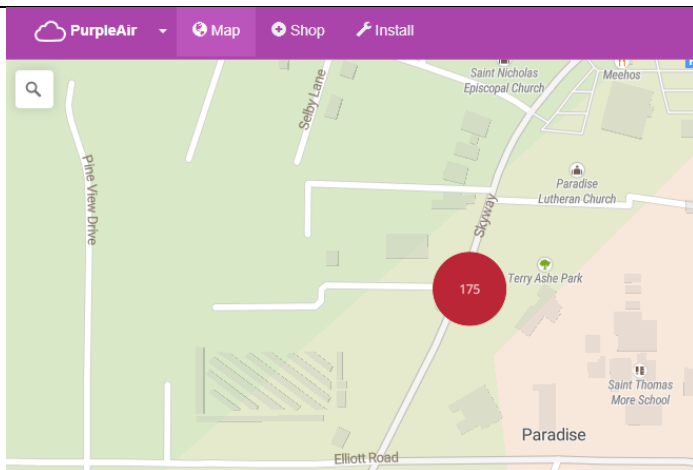 PurpleAir
Map
Shop
Install
Saint Nicholas
Episcopal Church
Meehos
Selby Lane
Pine View Drive
Paradise
Lutheran Church
Skyway
175
Terry Ashe Park
Saint Thomas
More School
Paradise
Elliott Road